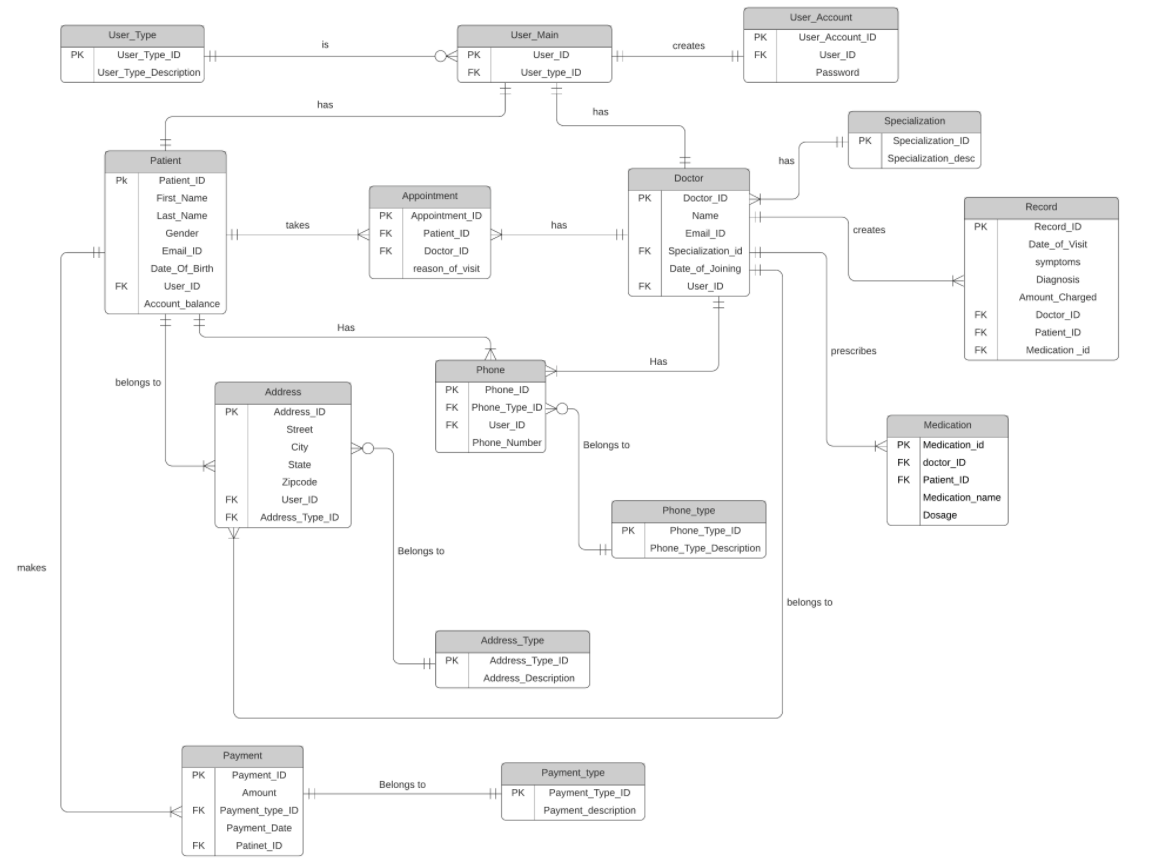 User_Type
PK User_Type_ID
User_Type_Description
is
User_Main
PK User_ID
FK User_type_ID
creates
User_Account
PK User_Account_ID
FK User_ID
Password
has
has
Specialization
PK Specialization_ID
Specialization_desc
has
Patient
Pk Patient_ID
First_Name
Last_Name
Gender
Email_ID
Date_Of_Birth
FK User_ID
Account_balance
takes
Appointment
PK Appointment_ID
FK Patient_ID
FK Doctor_ID
reason_of_visit
has
Doctor
PK Doctor_ID
Name
Email_ID
FK Specialization_id
Date_of_Joining
FK User_ID
creates
Record
PK Record_ID
Date_of_Visit
symptoms
Diagnosis
Amount_Charged
FK Doctor_ID
FK Patient_ID
FK Medication _id
Has
Has
prescribes
belongs to
Address
PK Address_ID
Street
City
State
Zipcode
FK User_ID
FK Address_Type_ID
Phone
PK Phone_ID
FK Phone_Type_ID
FK User_ID
Phone_Number
Belongs to
Medication
PK Medication_id
FK doctor_ID
FK Patient_ID
Medication_name
Dosage
Phone_type
PK Phone_Type_ID
Phone_Type_Description
Belongs to
makes
belongs to
Address_Type
PK Address_Type_ID
Address_Description
Payment
PK Payment_ID
Amount
FK Payment_type_ID
Payment_Date
FK Patinet_ID
Belongs to
Payment_type
PK Payment_Type_ID
Payment_description